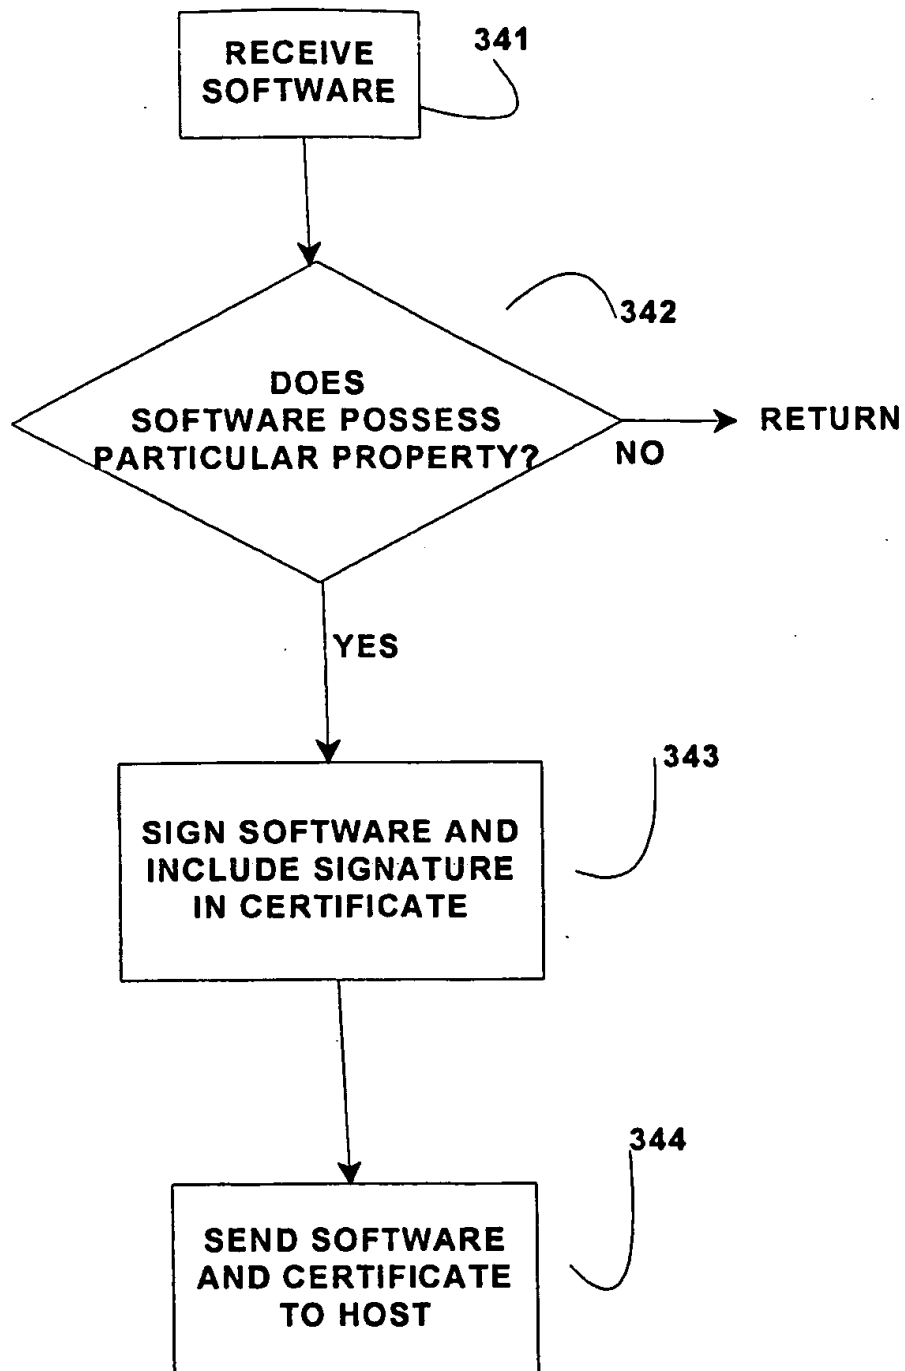 RECEIVE
SOFTWARE
341
342
DOES
SOFTWARE POSSESS
PARTICULAR PROPERTY?
NO
RETURN
YES
343
SIGN SOFTWARE AND
INCLUDE SIGNATURE
IN CERTIFICATE
344
SEND SOFTWARE
AND CERTIFICATE
TO HOST